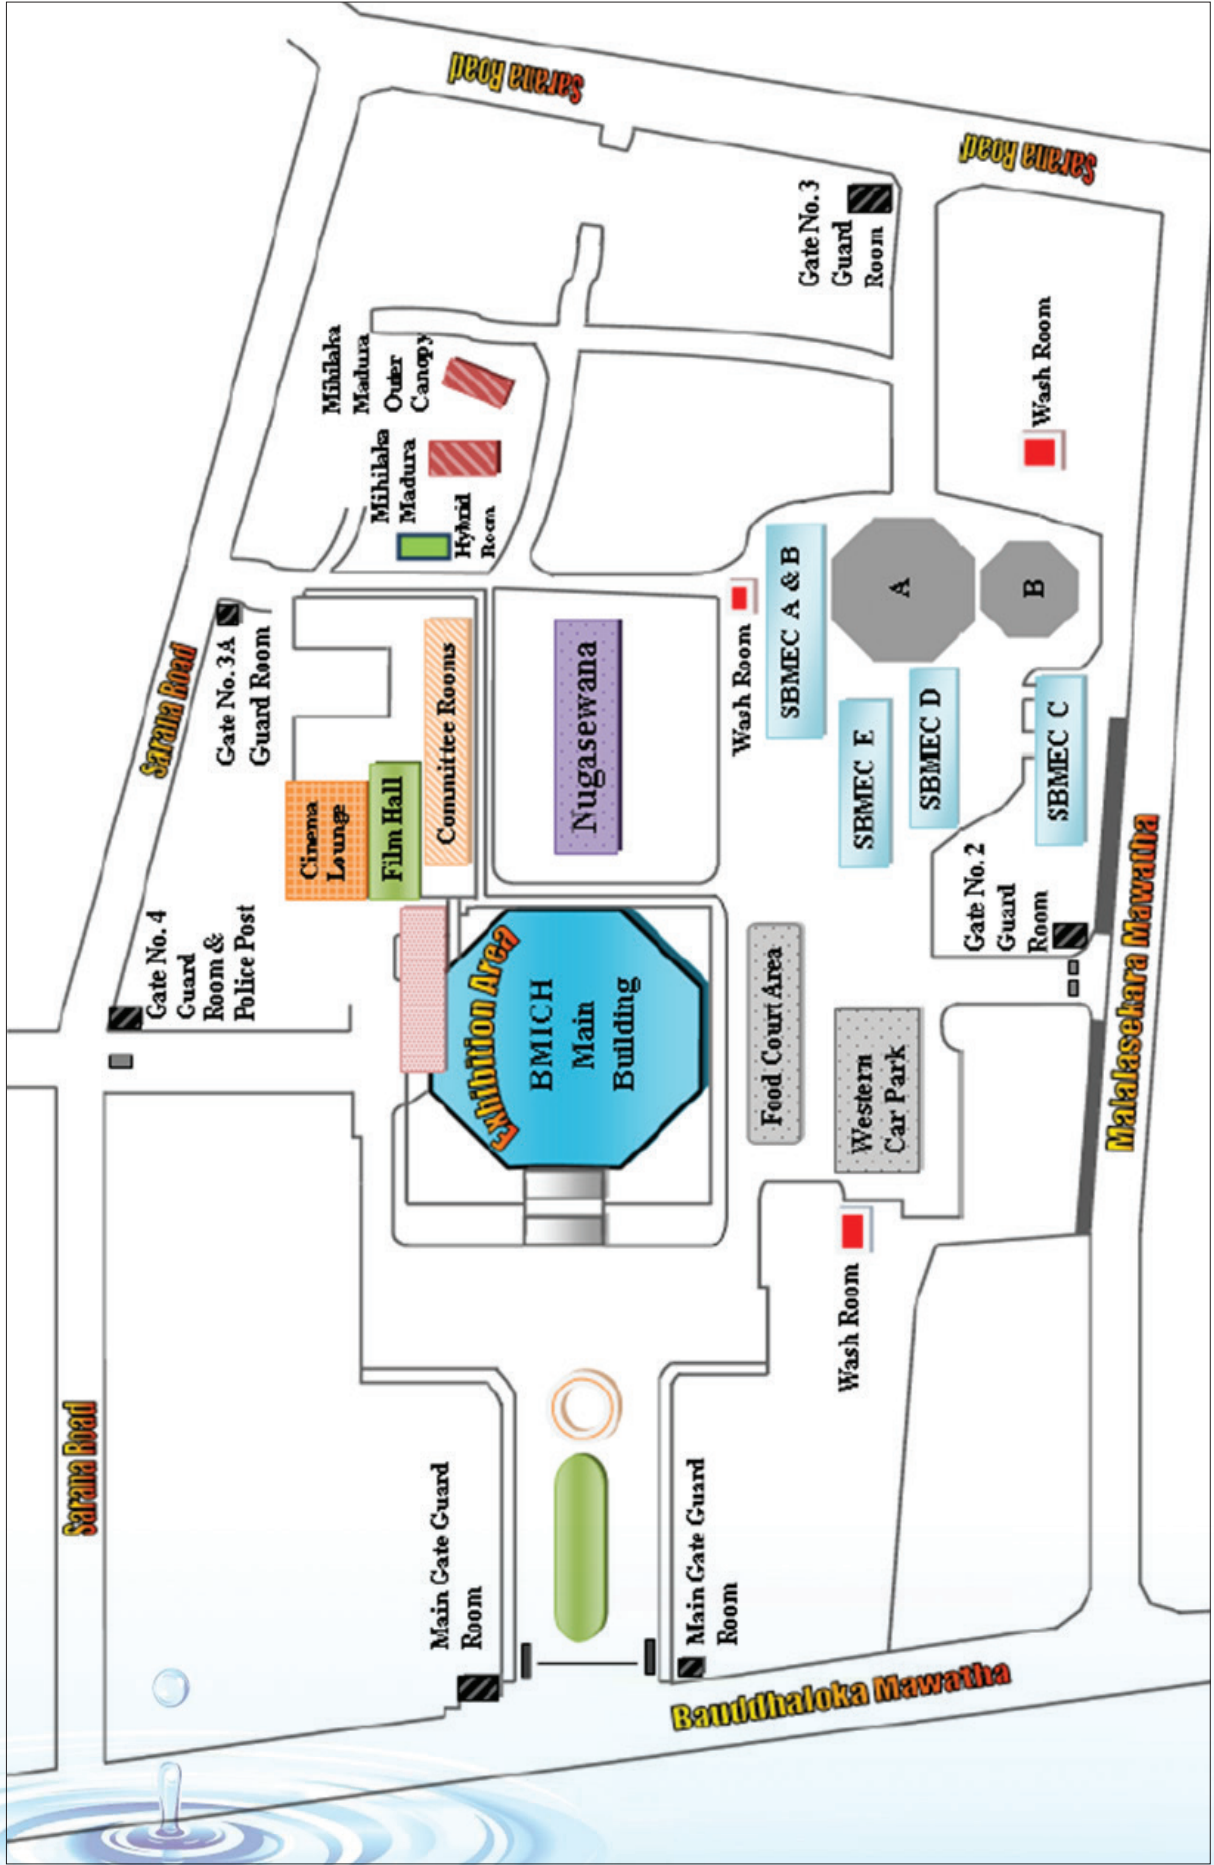 Sarana Road
Sarana Road
Sarana Road
Sarana Road
Gate No. 4
Guard
Room &
Police Post
Gate No. 3A
Guard Room
Cinema
Lounge
Film Hall
Committee Rooms
Mihilaka
Madura
Outer
Canopy
Mihilaka
Madura
Hybrid
Room
Gate No. 3
Guard
Room
Main Gate Guard
Room
Exhibition Area
BMICH
Main
Building
Nugasewana
Main Gate Guard
Room
Food Court Area
Wash Room
SBMEC A & B
Wash Room
Western
Car Park
SBMEC E
SBMEC D
A
B
Wash Room
Gate No. 2
Guard
Room
SBMEC C
Bauddhaloka Mawatha
Malalasekara Mawatha